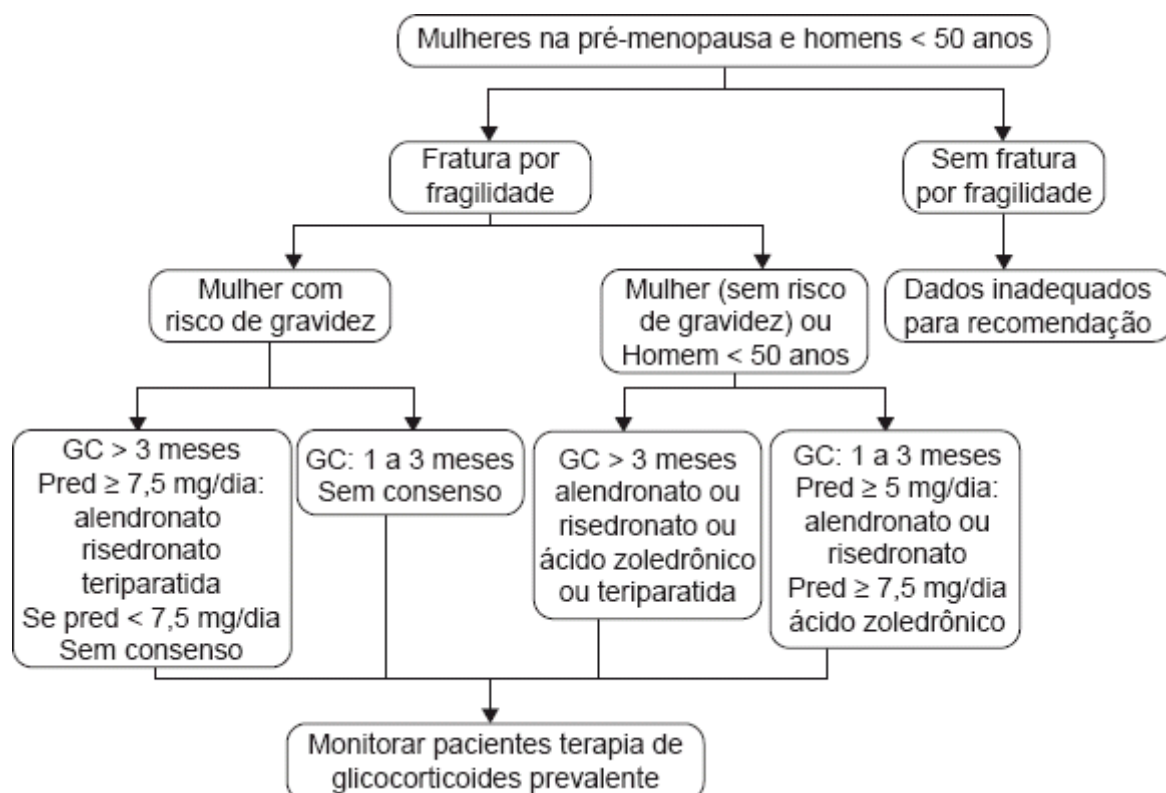 Mulheres na pré-menopausa e homens < 50 anos
Fratura por
fragilidade
Sem fratura
por fragilidade
Mulher com
risco de gravidez
Mulher (sem risco
de gravidez) ou
Homem < 50 anos
Dados inadequados
para recomendação
GC > 3 meses
Pred ≥ 7,5 mg/dia:
alendronato
risedronato
teriparatida
Se pred < 7,5 mg/dia
Sem consenso
GC: 1 a 3 meses
Sem consenso
GC > 3 meses
alendronato ou
risedronato ou
ácido zoledrônico
ou teriparatida
GC: 1 a 3 meses
Pred ≥ 5 mg/dia:
alendronato ou
risedronato
Pred ≥ 7,5 mg/dia
ácido zoledrônico
Monitorar pacientes terapia de
glicocorticoides prevalente